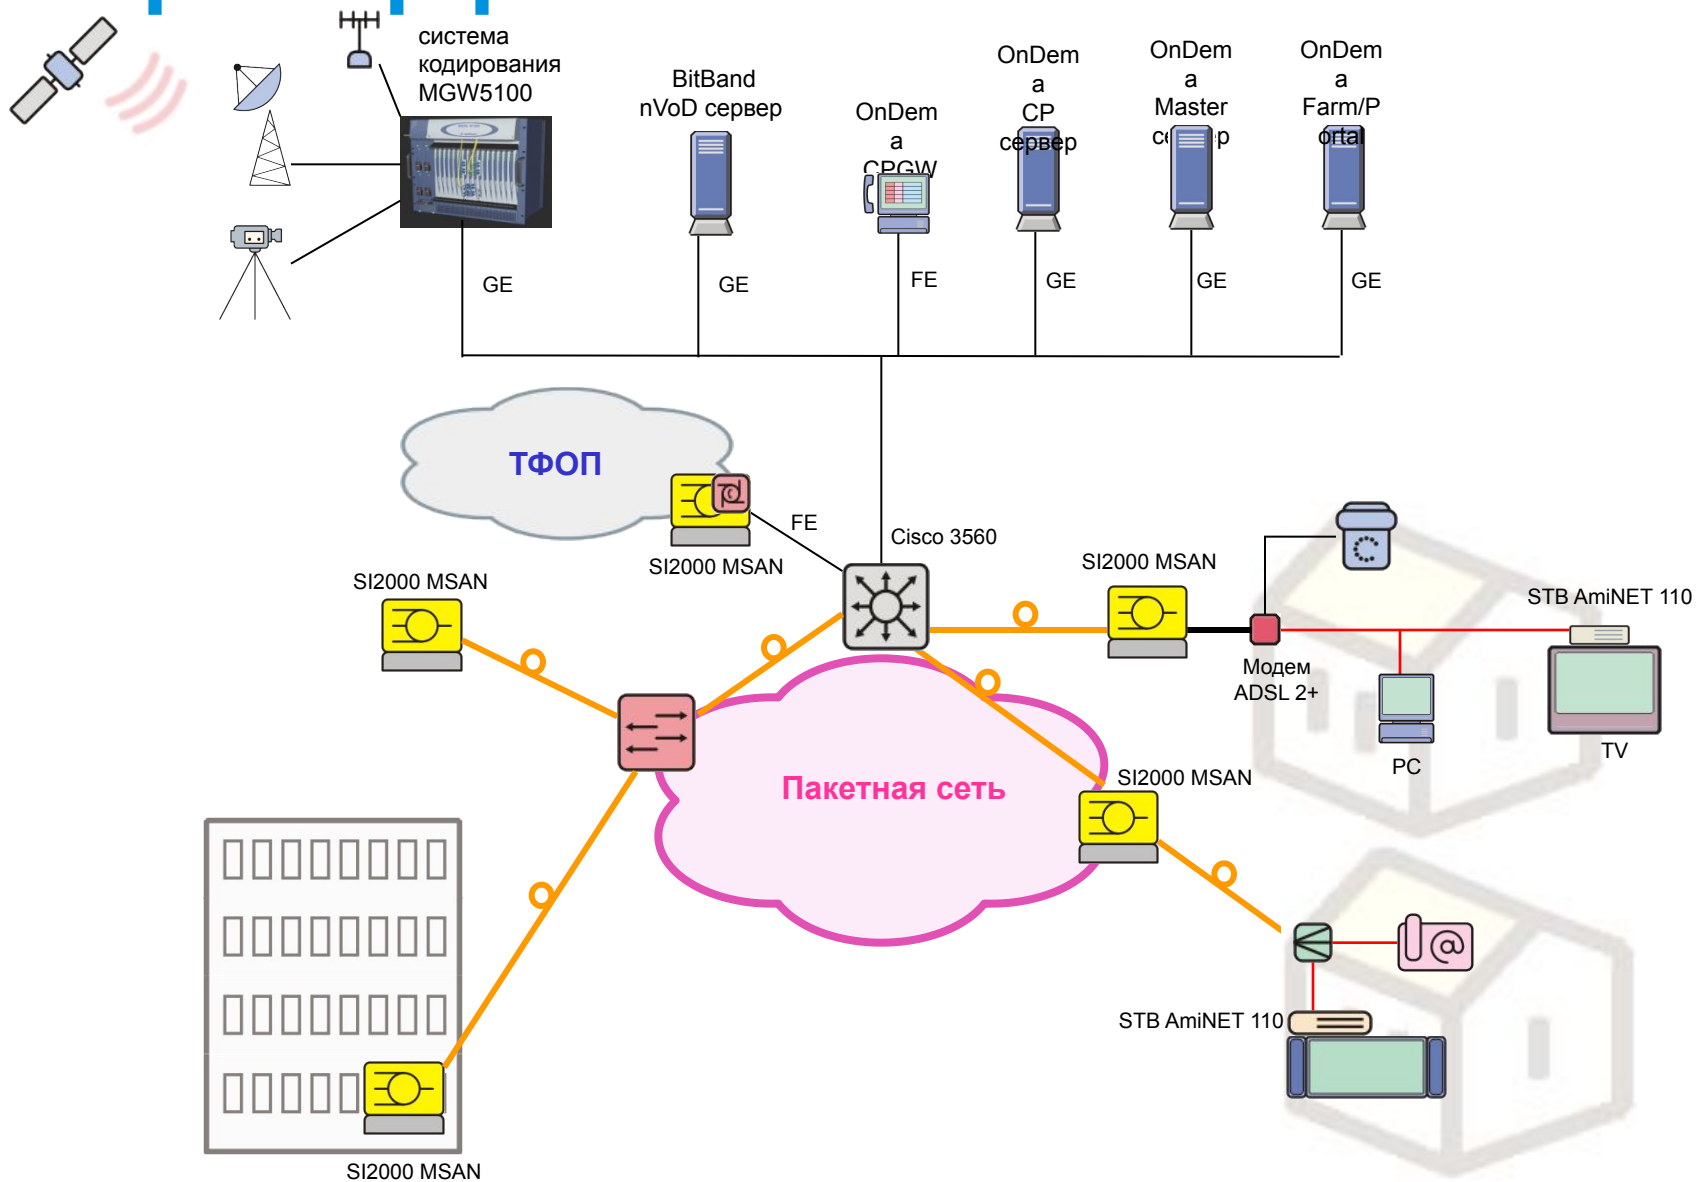 система
кодирования
MGW5100
BitBand
nVoD сервер
OnDem
а
CPGW
OnDem
а
CP
сервер
OnDem
а
Master
OnDem
а
Farm/P
ortal
GE
GE
FE
GE
GE
GE
ТФОП
FE
Cisco 3560
SI2000 MSAN
SI2000 MSAN
SI2000 MSAN
STB AmiNET 110
Модем
ADSL 2+
TV
PC
Пакетная сеть
SI2000 MSAN
@
STB AmiNET 110
SI2000 MSAN